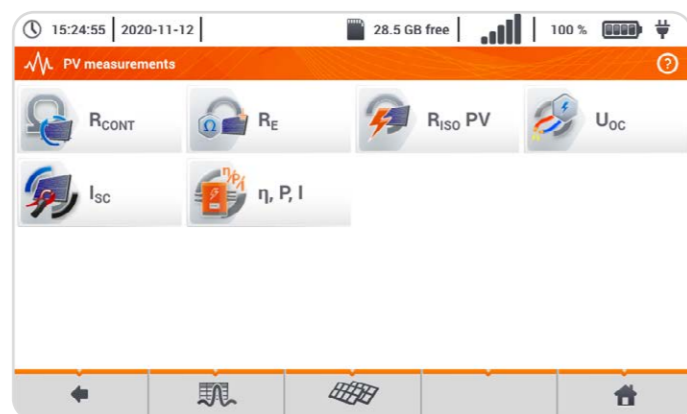 15:24:55 2020-11-12 28.5 GB free 100 %
PV measurements ?
RCONT RE RISO PV UOC
ISC η, P, I